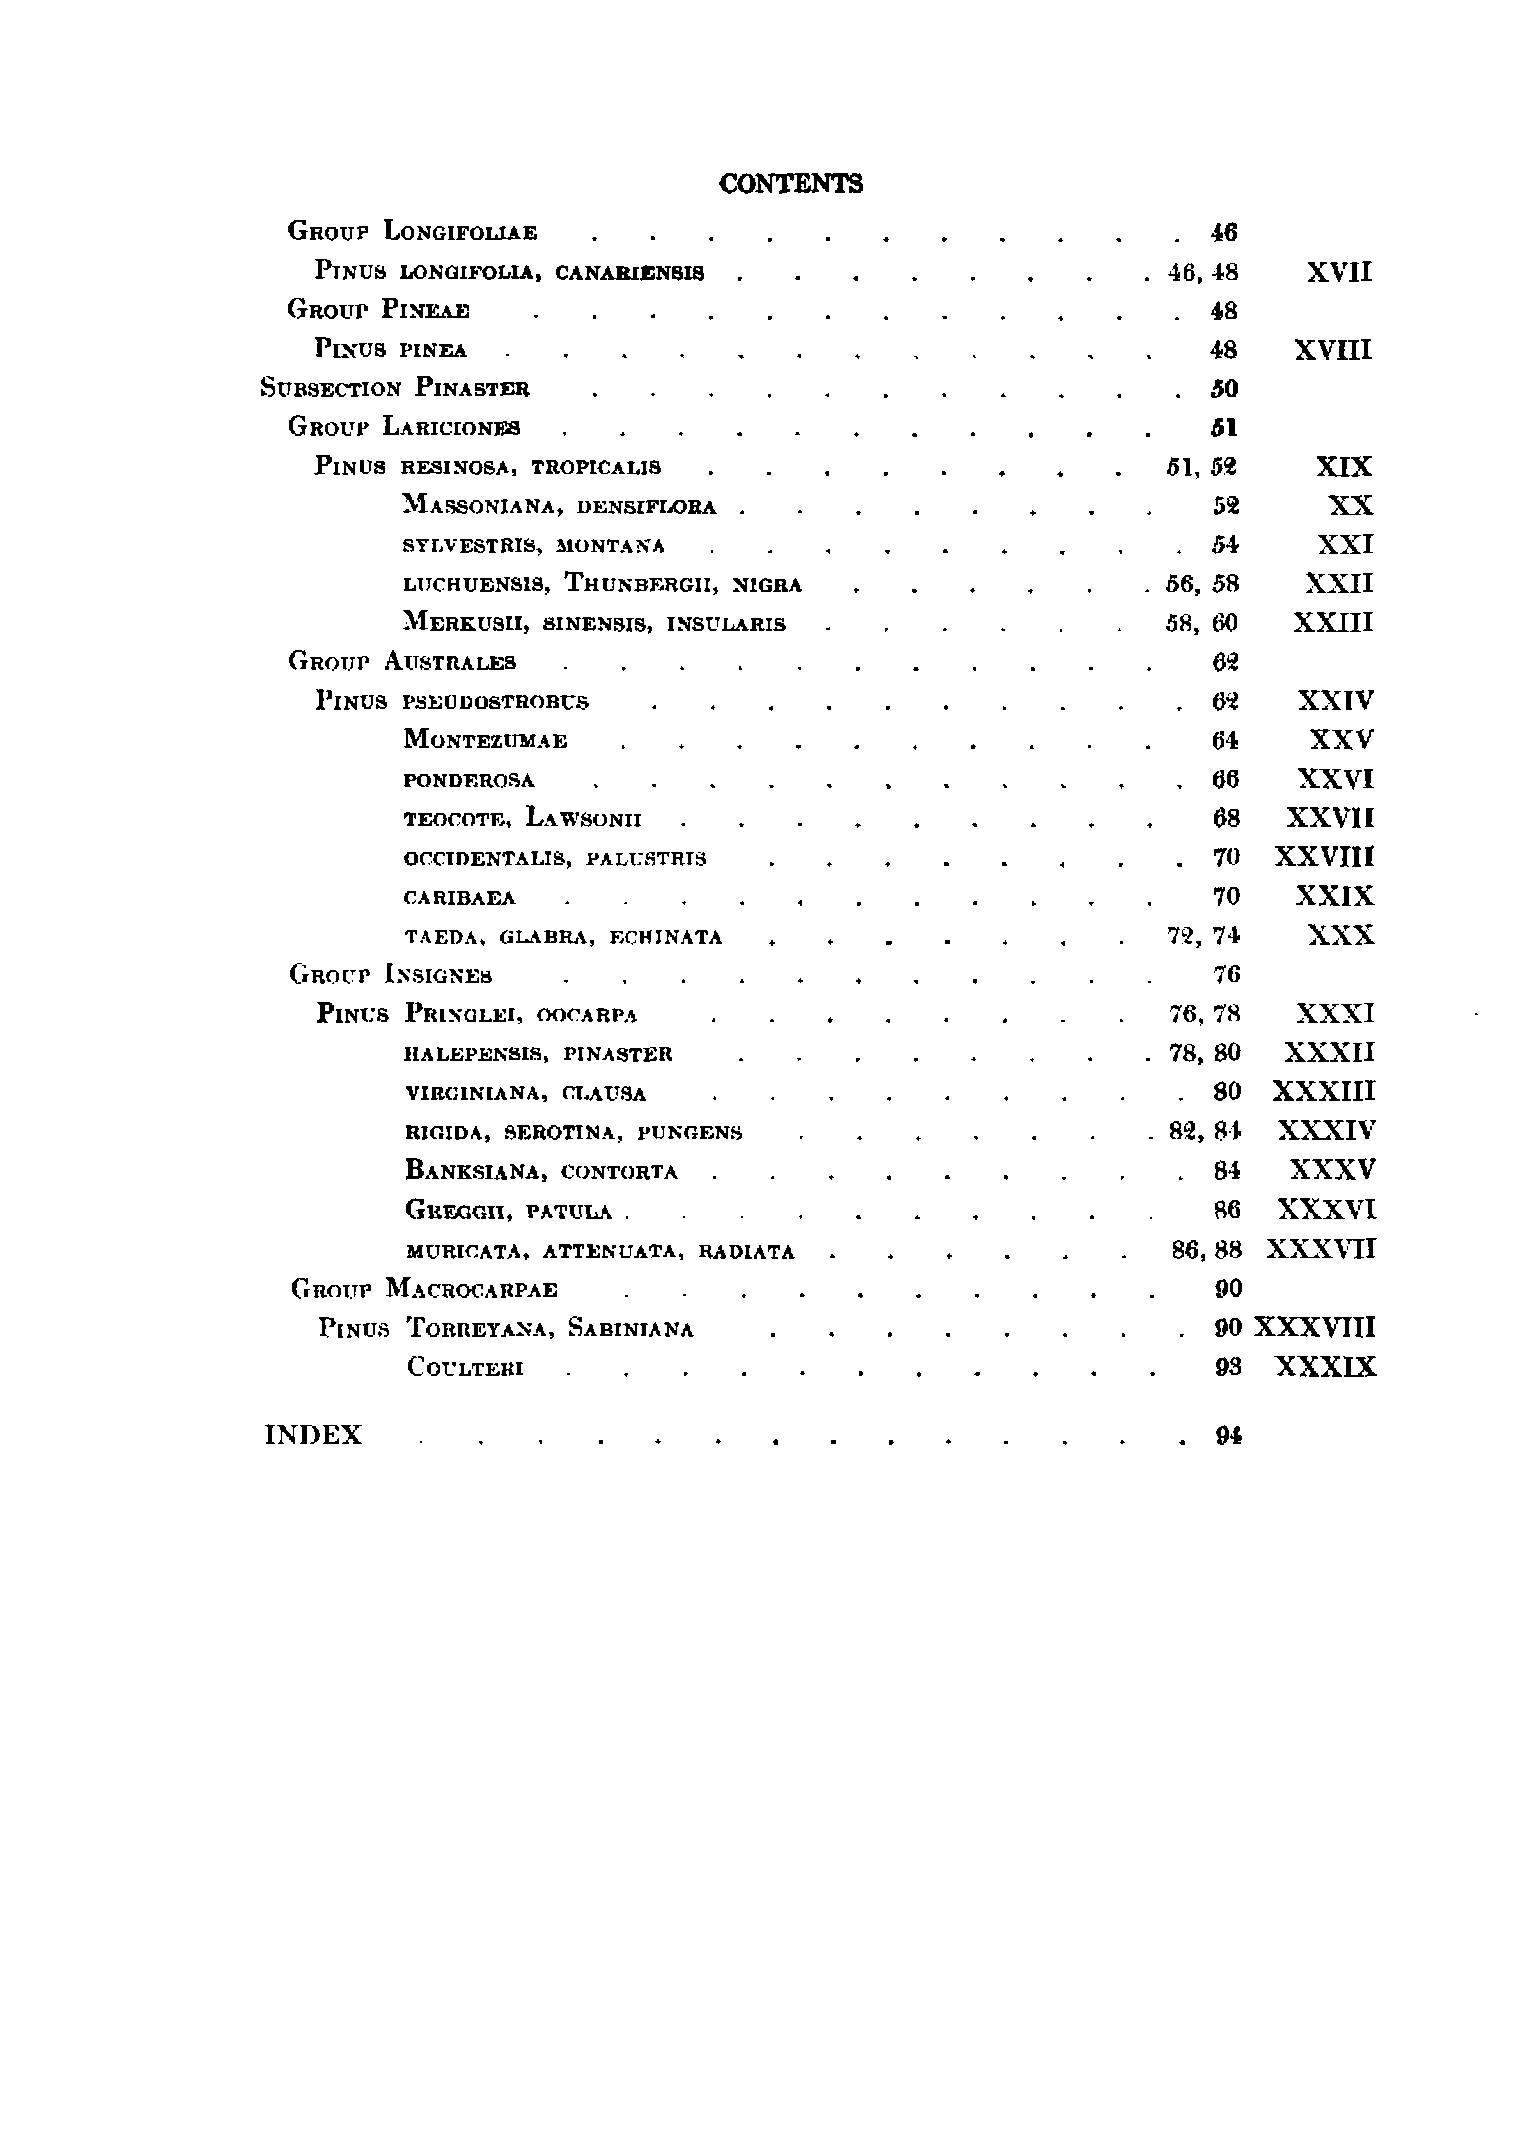 CONTENTS
Group Longifoliae . . . . . . . . . . . 46
Pinus longifolia, canariensis . . . . . . . . 46, 48 XVII
Group Pineae . . . . . . . . . . . . 48
Pinus pinea . . . . . . . . . . . . 48 XVIII
Subsection Pinaster . . . . . . . . . . . 50
Group Lariciones . . . . . . . . . . . 51
Pinus resinosa, tropicalis . . . . . . . . 51, 52 XIX
Massoniana, densiflora . . . . . . . . 52 XX
sylvestris, montana . . . . . . . . . 54 XXI
luchuensis, Thunbergii, nigra . . . . . . 56, 58 XXII
Merkusii, sinensis, insularis . . . . . . 58, 60 XXIII
Group Australes . . . . . . . . . . . 62
Pinus pseudostrobus . . . . . . . . . . 62 XXIV
Montezumae . . . . . . . . . . 64 XXV
ponderosa . . . . . . . . . . . 66 XXVI
teocote, Lawsonii . . . . . . . . . 68 XXVII
occidentalis, palustris . . . . . . . . 70 XXVIII
caribaea . . . . . . . . . . . 70 XXIX
taeda, glabra, echinata . . . . . . . 72, 74 XXX
Group Insignes . . . . . . . . . . . 76
Pinus Pringlei, oocarpa . . . . . . . . 76, 78 XXXI
halepensis, pinaster . . . . . . . . 78, 80 XXXII
virginiana, clausa . . . . . . . . . 80 XXXIII
rigida, serotina, pungens . . . . . . . 82, 84 XXXIV
Banksiana, contorta . . . . . . . . . 84 XXXV
Greggii, patula . . . . . . . . . . 86 XXXVI
muricata, attenuata, radiata . . . . . . 86, 88 XXXVII
Group Macrocarpae . . . . . . . . . . 90
Pinus Torreyana, Sabiniana . . . . . . . . 90 XXXVIII
Coulteri . . . . . . . . . . . 93 XXXIX
INDEX . . . . . . . . . . . . . . 94